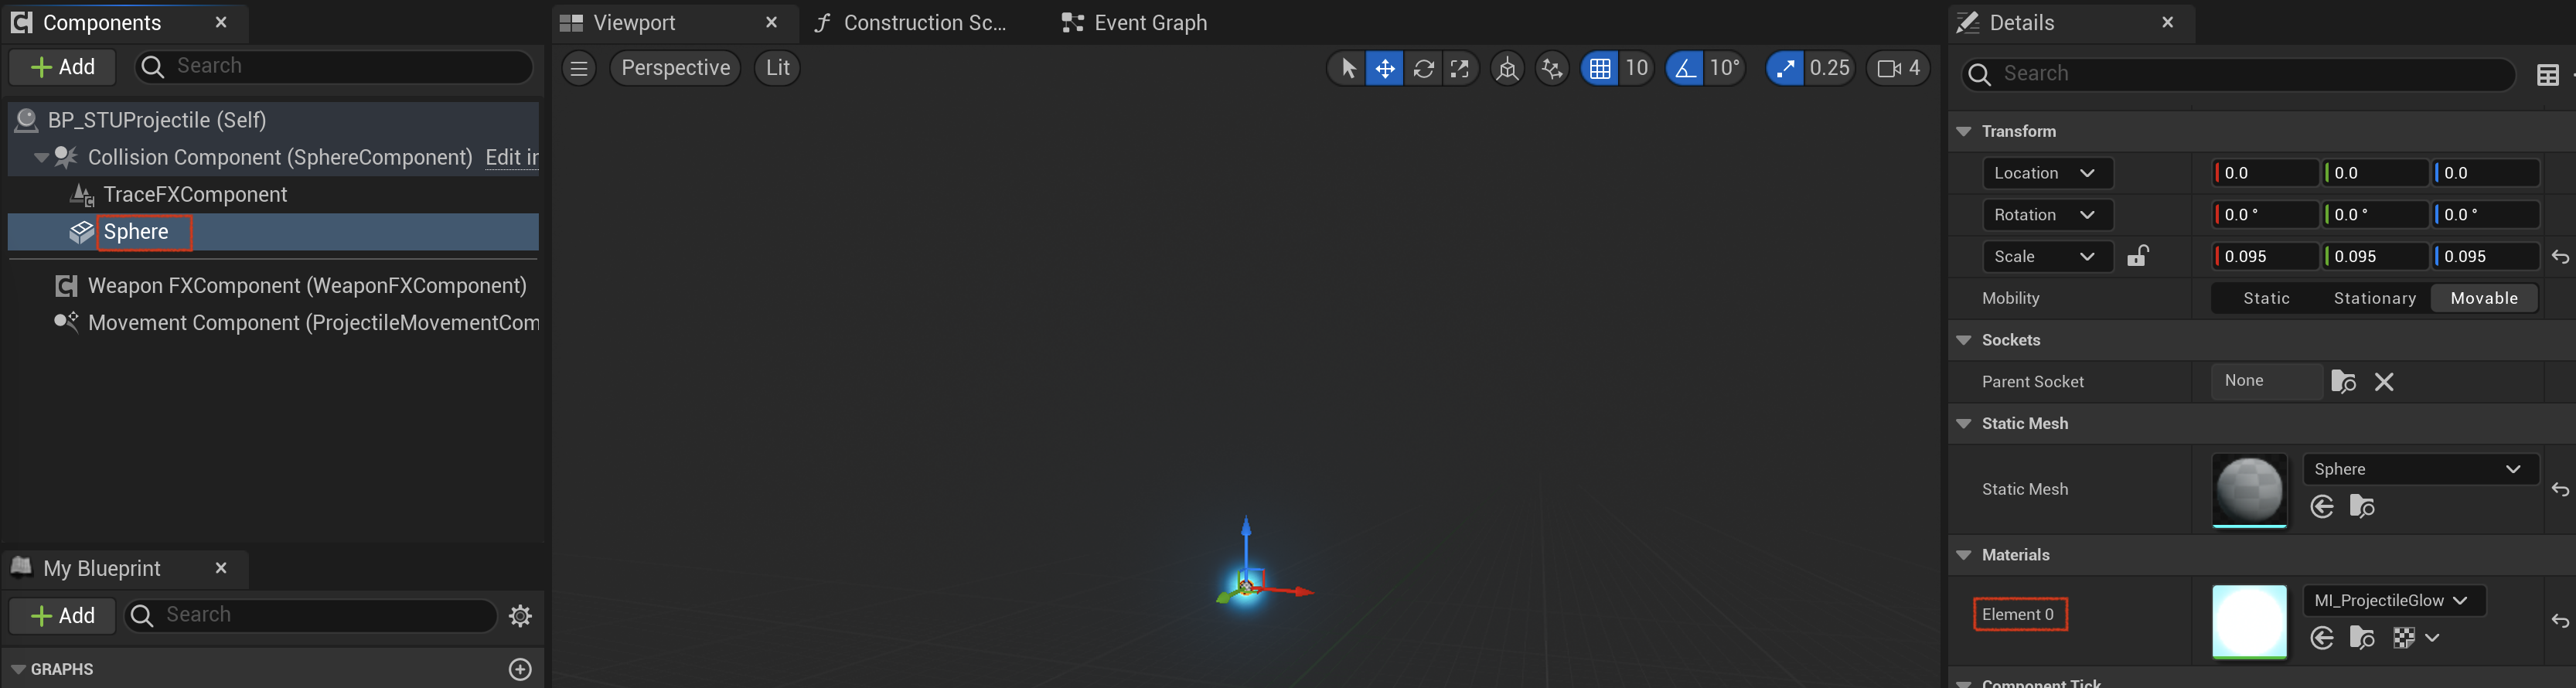 Components
Add
Search
BP_STUProjectile (Self)
Collision Component (SphereComponent) Edit in
TraceFXComponent
Sphere
Weapon FXComponent (WeaponFXComponent)
Movement Component (ProjectileMovementCom
My Blueprint
Add
Search
GRAPHS
Viewport
Construction Sc...
Event Graph
Perspective
Lit
10
10°
0.25
4
Details
Search
Transform
Location 0.0 0.0 0.0
Rotation 0.0 ° 0.0 ° 0.0 °
Scale 0.095 0.095 0.095
Mobility Static Stationary Movable
Sockets
Parent Socket None
Static Mesh
Static Mesh Sphere
Materials
Element 0 MI_ProjectileGlow
Component Tick